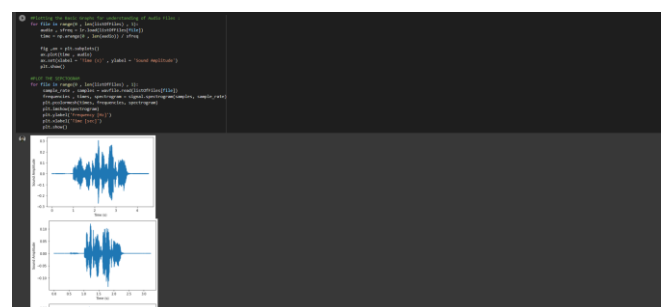 #Plotting the Basic Graphs for understanding of Audio Files :
for file in range(0 , len(listOfFiles) , 1):
audio , sfreq = lr.load(listOfFiles[file])
time = np.arange(0 , len(audio)) / sfreq
fig ,ax = plt.subplots()
ax.plot(time , audio)
ax.set(xlabel = 'Time (s)' , ylabel = 'Sound Amplitude')
plt.show()
#PLOT THE SEPCTOGRAM
for file in range(0 , len(listOfFiles) , 1):
sample_rate , samples = wavfile.read(listOfFiles[file])
frequencies , times, spectrogram = signal.spectrogram(samples, sample_rate)
plt.pcolormesh(times, frequencies, spectrogram)
plt.imshow(spectrogram)
plt.ylabel('Frequency [Hz]')
plt.xlabel('Time [sec]')
plt.show()
Sound Amplitude
Time (s)
Sound Amplitude
Time (s)